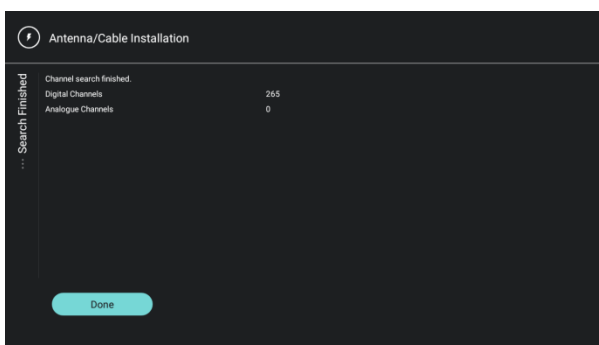 Antenna/Cable Installation
Search Finished
Channel search finished.
Digital Channels 265
Analogue Channels 0
Done